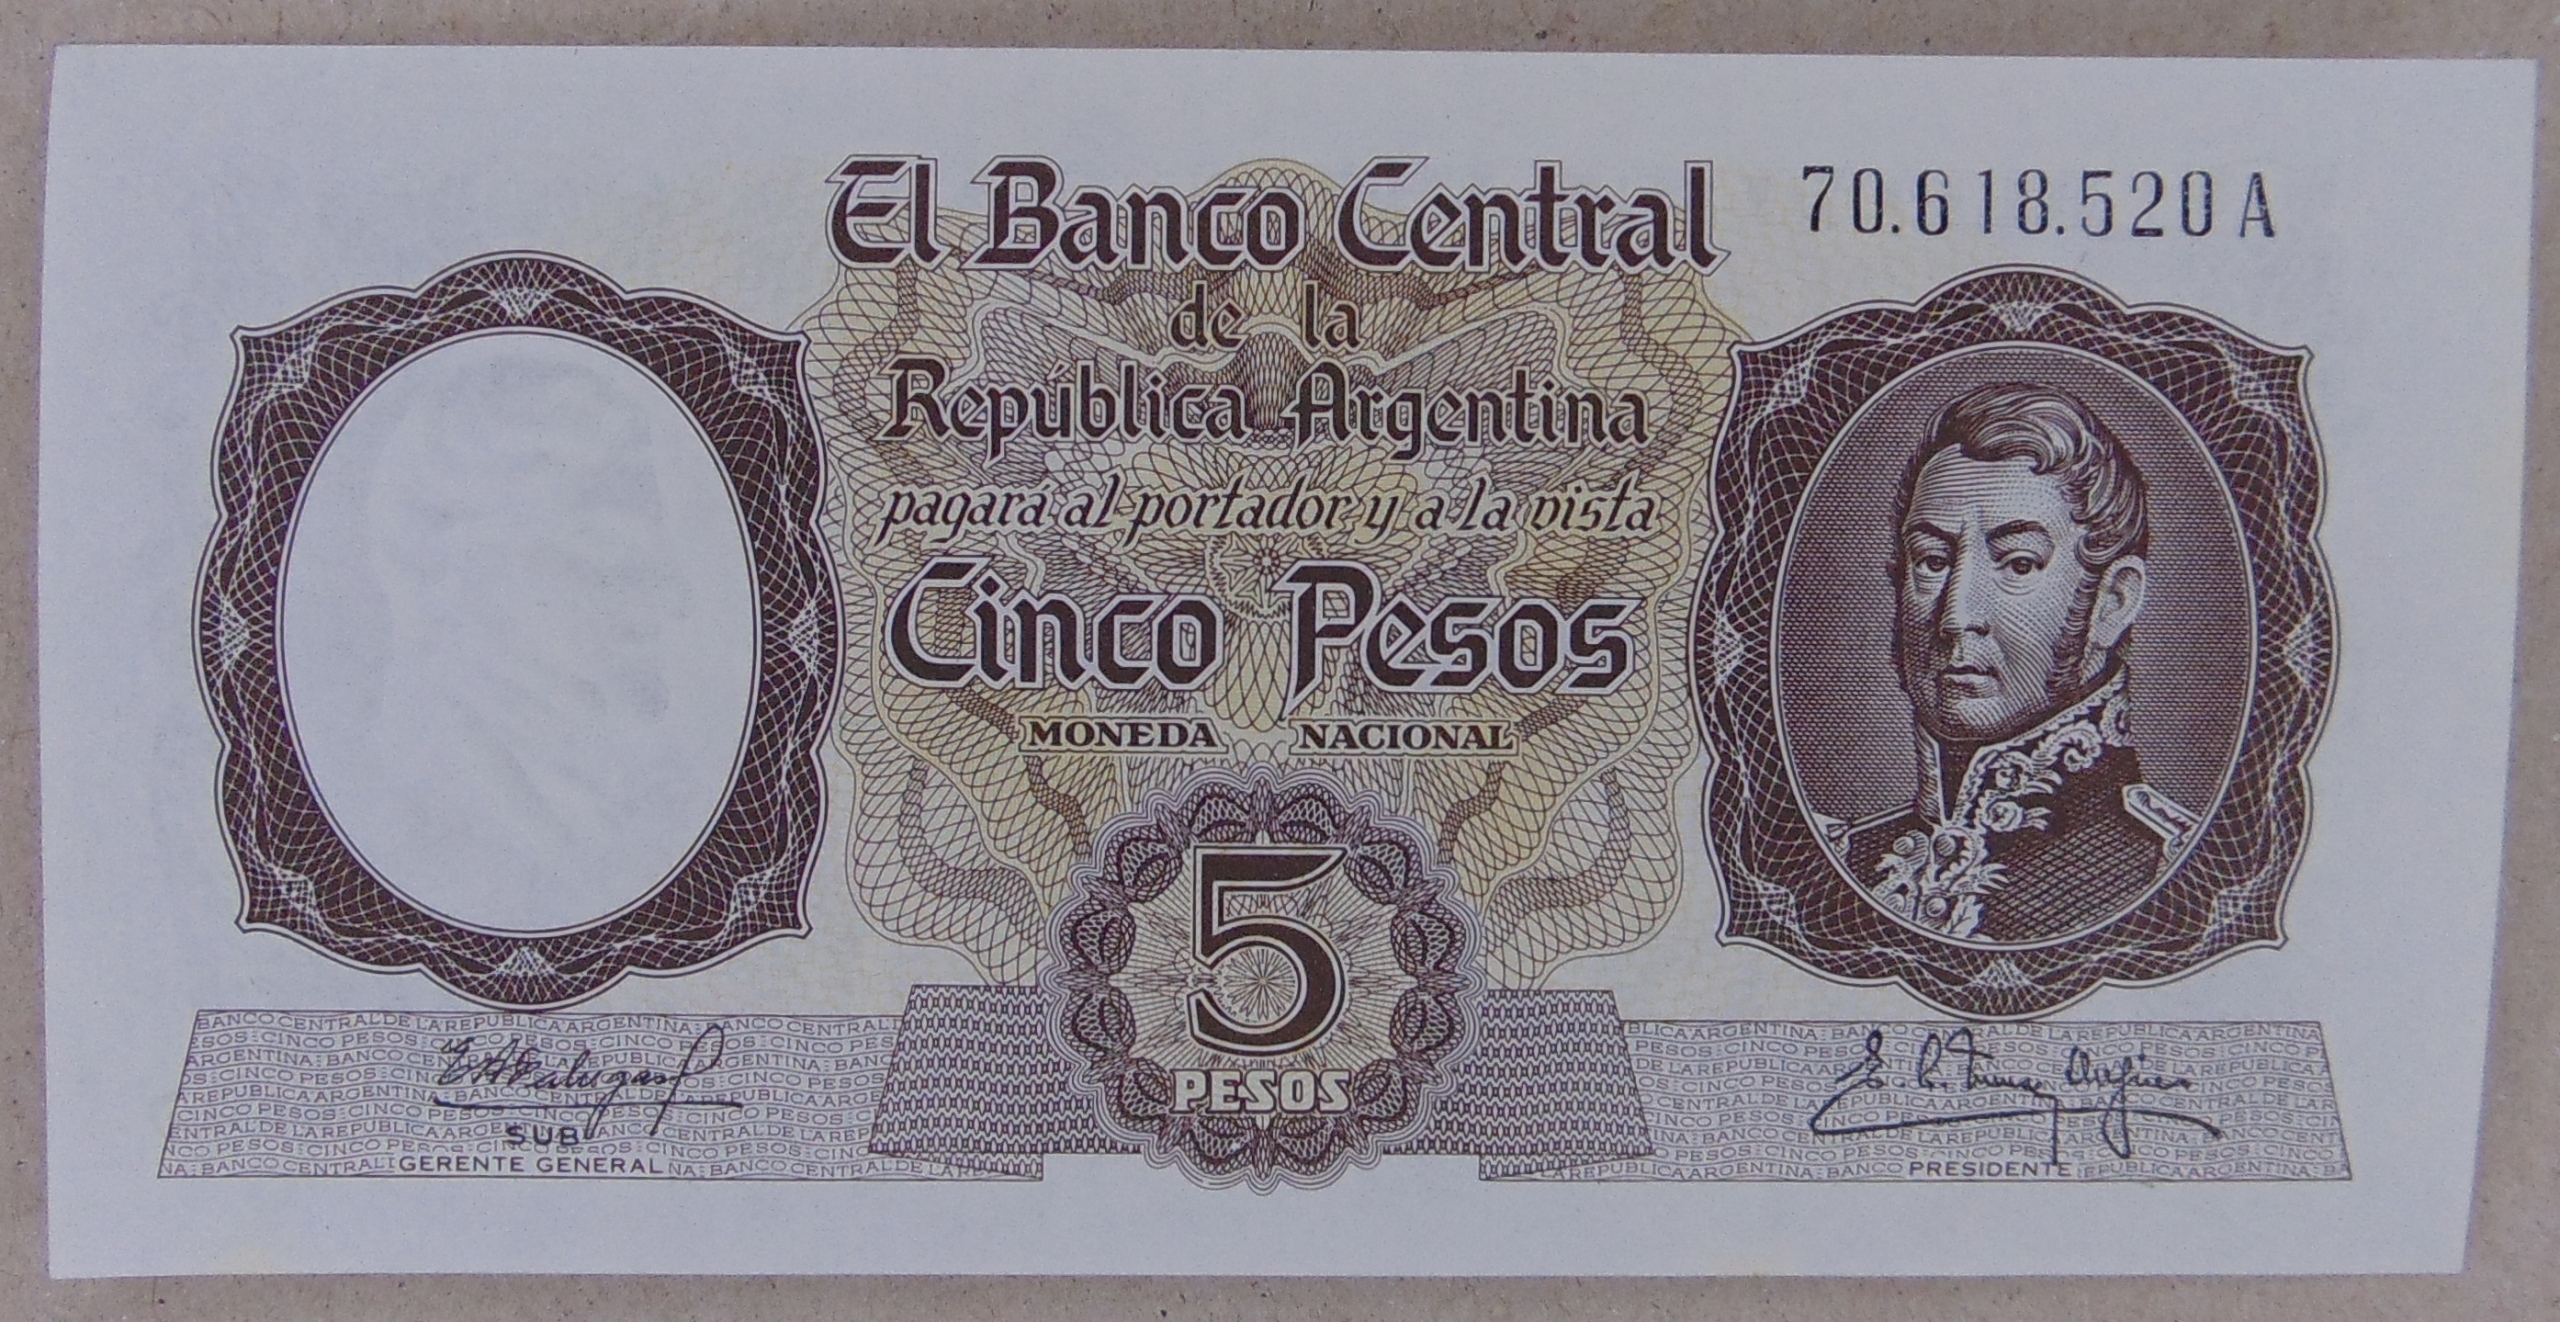 El Banco Central
70.618.520 A
de la
República Argentina
pagará al portador y a la vista
Cinco Pesos
MONEDA NACIONAL
5
PESOS
SUB
GERENTE GENERAL
PRESIDENTE